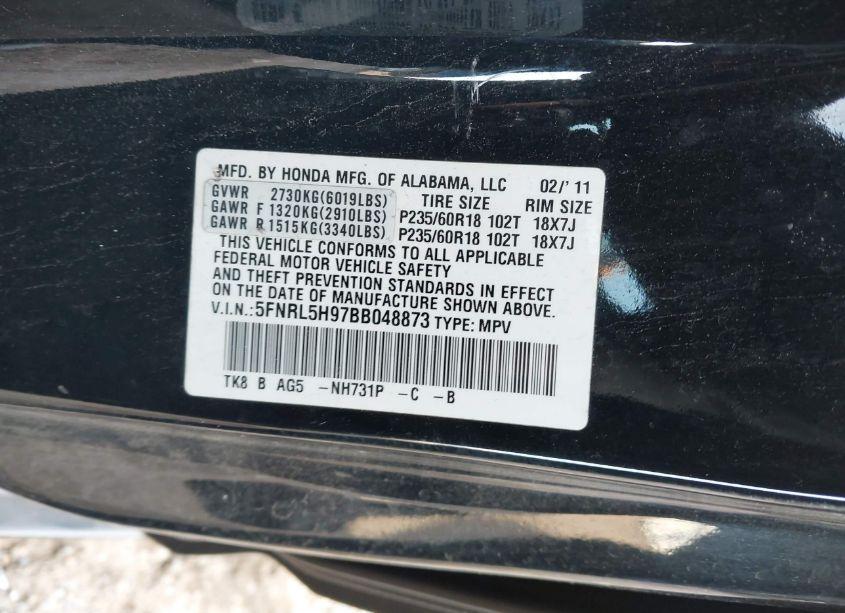 MFD. BY HONDA MFG. OF ALABAMA, LLC 02/' 11
GVWR 2730KG(6019LBS) TIRE SIZE RIM SIZE
GAWR F 1320KG(2910LBS) P235/60R18 102T 18X7J
GAWR R 1515KG(3340LBS) P235/60R18 102T 18X7J
THIS VEHICLE CONFORMS TO ALL APPLICABLE
FEDERAL MOTOR VEHICLE SAFETY
AND THEFT PREVENTION STANDARDS IN EFFECT
ON THE DATE OF MANUFACTURE SHOWN ABOVE.
V.I.N.:5FNRL5H97BB048873 TYPE: MPV
TK8 B AG5 -NH731P -C -B